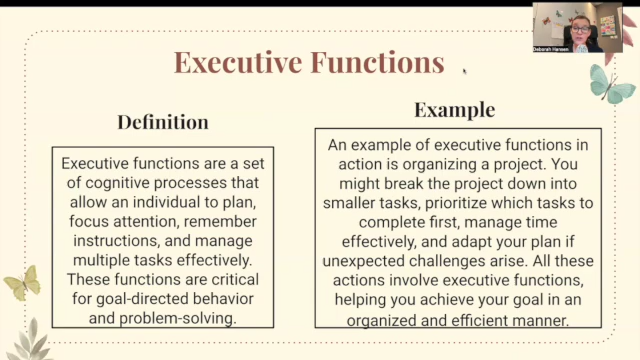 Executive Functions
Definition
Executive functions are a set
of cognitive processes that
allow an individual to plan,
focus attention, remember
instructions, and manage
multiple tasks effectively.
These functions are critical
for goal-directed behavior
and problem-solving.
Example
An example of executive functions in
action is organizing a project. You
might break the project down into
smaller tasks, prioritize which tasks to
complete first, manage time
effectively, and adapt your plan if
unexpected challenges arise. All these
actions involve executive functions,
helping you achieve your goal in an
organized and efficient manner.
Deborah Hansen